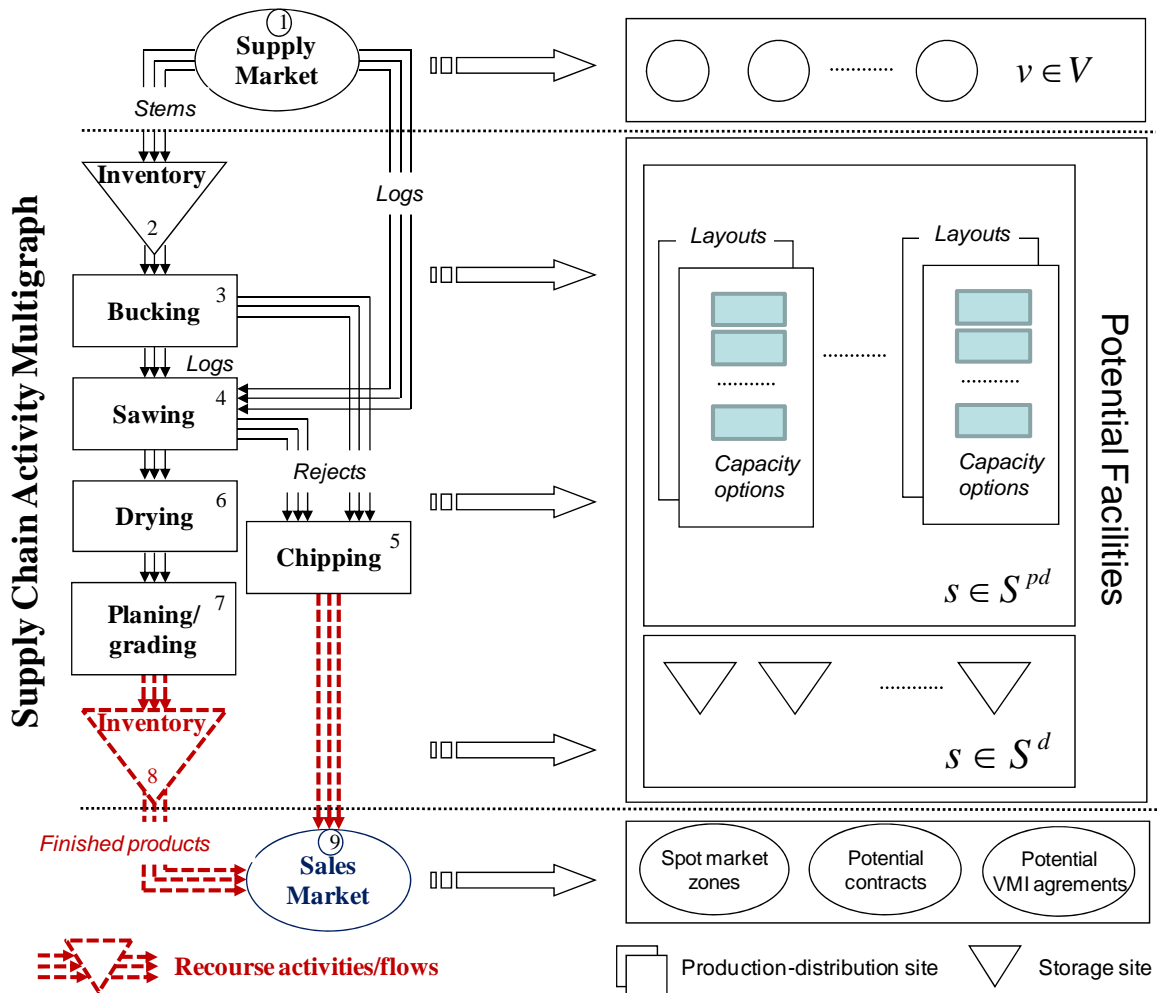 Supply Chain Activity Multigraph
1
Supply
Market
Stems
Logs
Inventory
2
Bucking
3
Logs
Sawing
4
Rejects
Drying
6
Chipping
5
Planing/
grading
7
Inventory
8
Finished products
9
Sales
Market
Recourse activities/flows
v ∈ V
Layouts
Capacity
options
Layouts
Capacity
options
s ∈ S^pd
s ∈ S^d
Potential Facilities
Spot market
zones
Potential
contracts
Potential
VMI agrements
Production-distribution site
Storage site